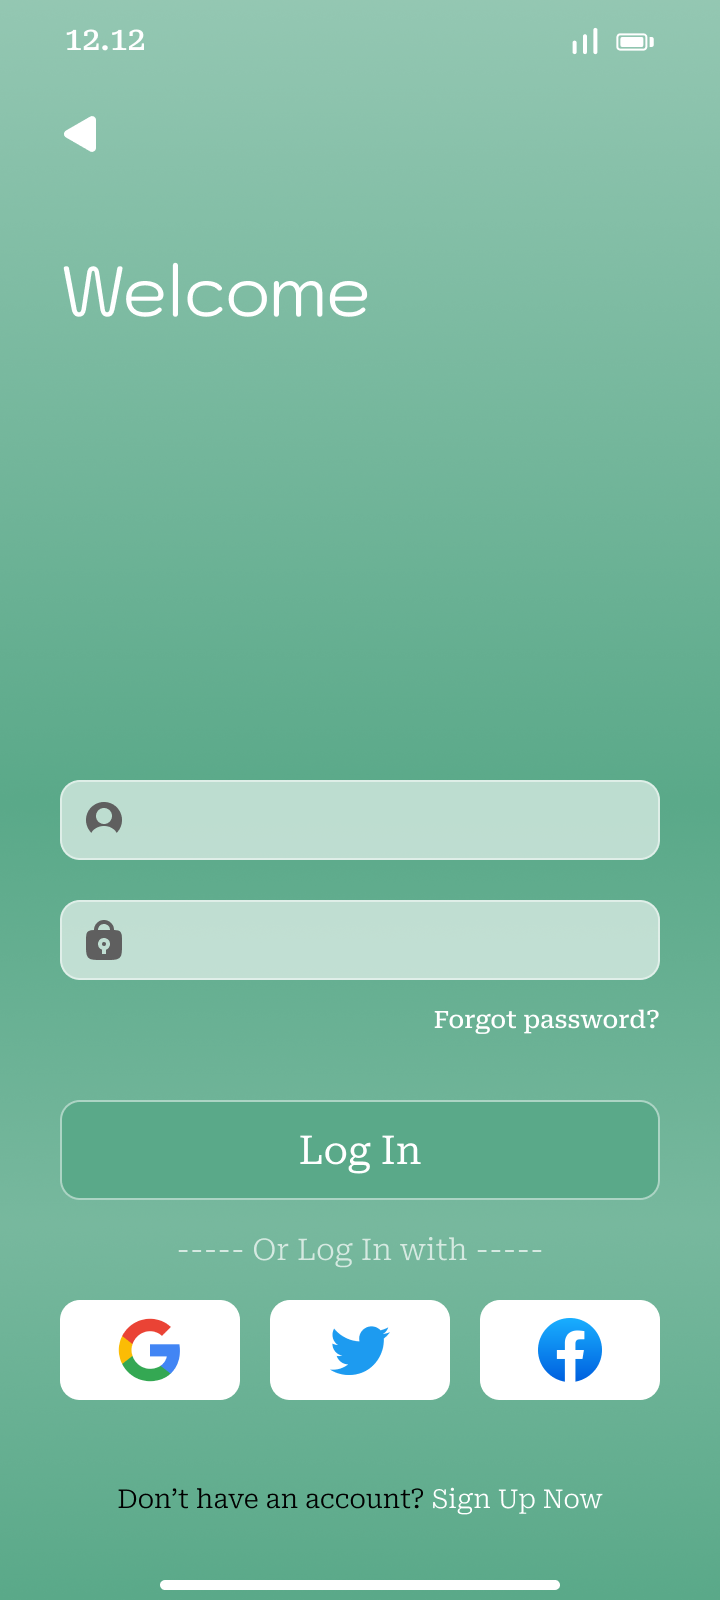 12.12
Welcome
Forgot password?
Log In
----- Or Log In with -----
Don’t have an account? Sign Up Now